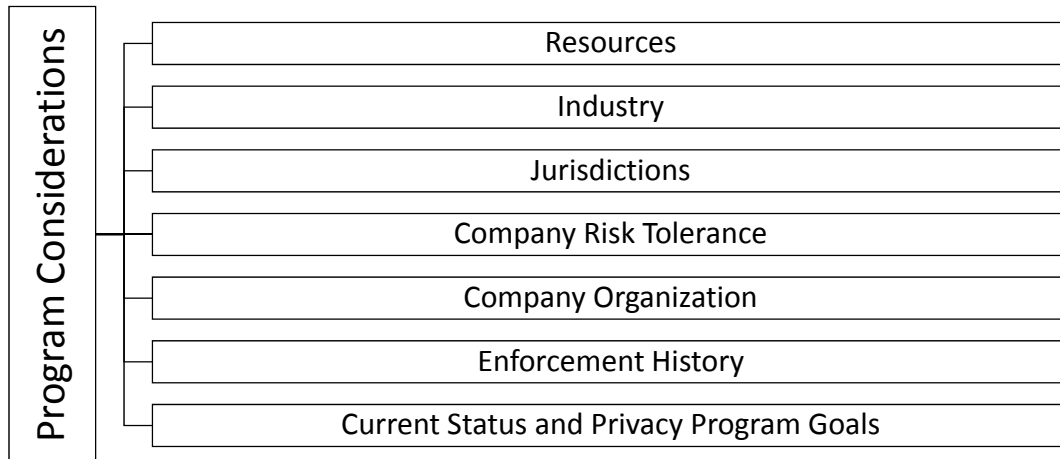 Program Considerations
Resources
Industry
Jurisdictions
Company Risk Tolerance
Company Organization
Enforcement History
Current Status and Privacy Program Goals